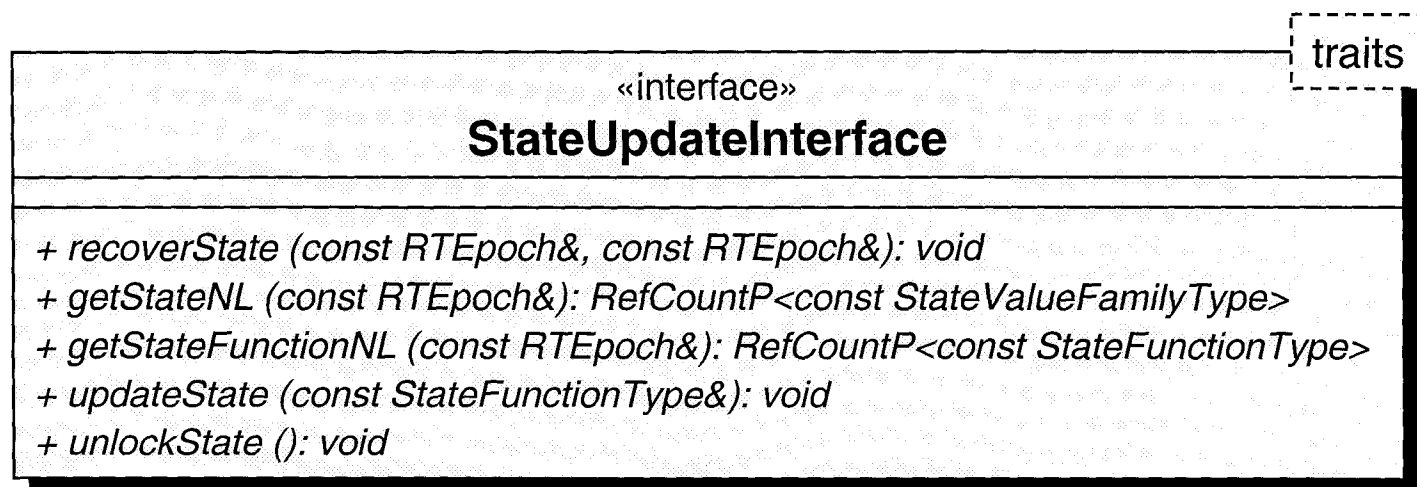 traits
«interface»
StateUpdateInterface
+ recoverState (const RTEpoch&, const RTEpoch&): void
+ getStateNL (const RTEpoch&): RefCountP<const StateValueFamilyType>
+ getStateFunctionNL (const RTEpoch&): RefCountP<const StateFunctionType>
+ updateState (const StateFunctionType&): void
+ unlockState (): void